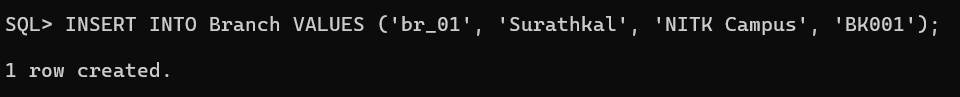 SQL> INSERT INTO Branch VALUES ('br_01', 'Surathkal', 'NITK Campus', 'BK001');
1 row created.